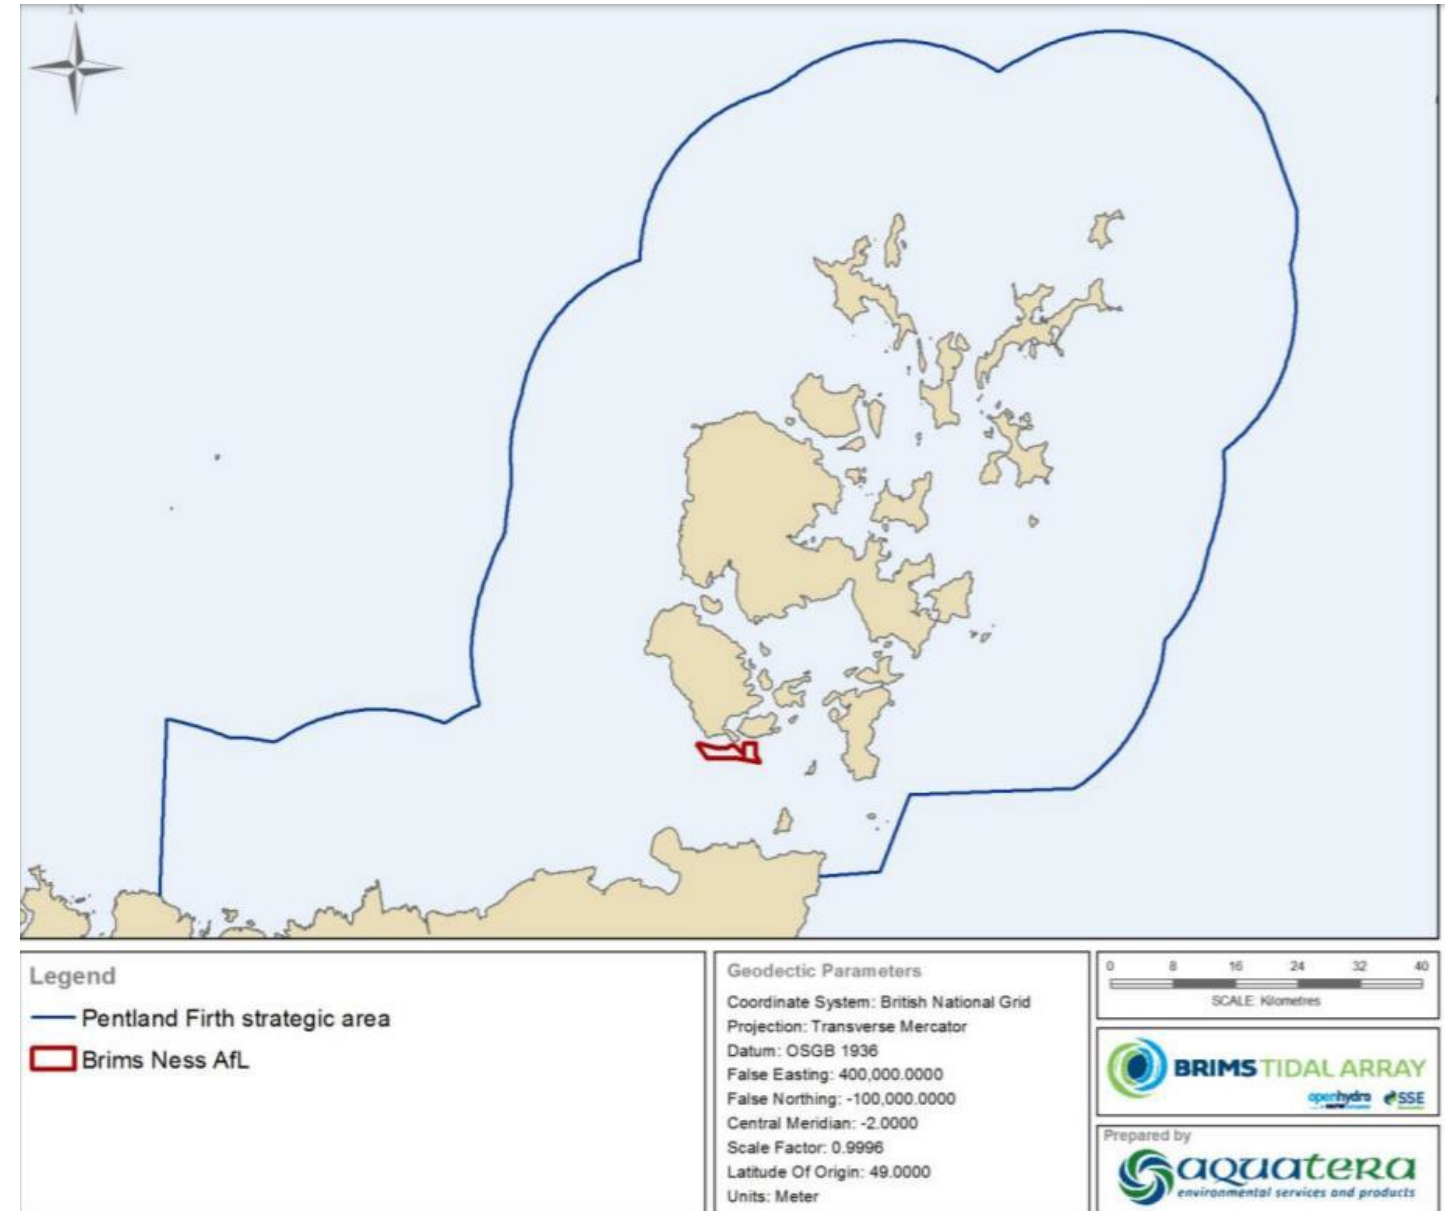 N
Legend
Pentland Firth strategic area
Brims Ness AfL
Geodectic Parameters
Coordinate System: British National Grid
Projection: Transverse Mercator
Datum: OSGB 1936
False Easting: 400,000.0000
False Northing: -100,000.0000
Central Meridian: -2.0000
Scale Factor: 0.9996
Latitude Of Origin: 49.0000
Units: Meter
0 8 16 24 32 40
SCALE: Kilometres
BRIMS TIDAL ARRAY
openhydro SSE
Prepared by
aquatera
environmental services and products